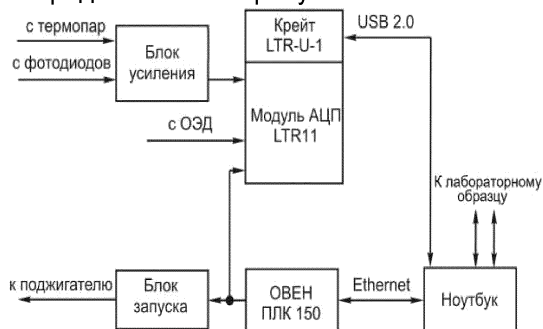 с термопар
с фотодиодов
Блок
усиления
Крейт
LTR-U-1
USB 2.0
Модуль АЦП
LTR11
с ОЭД
К лабораторному
образцу
к поджигателю
Блок
запуска
ОВЕН
ПЛК 150
Ethernet
Ноутбук